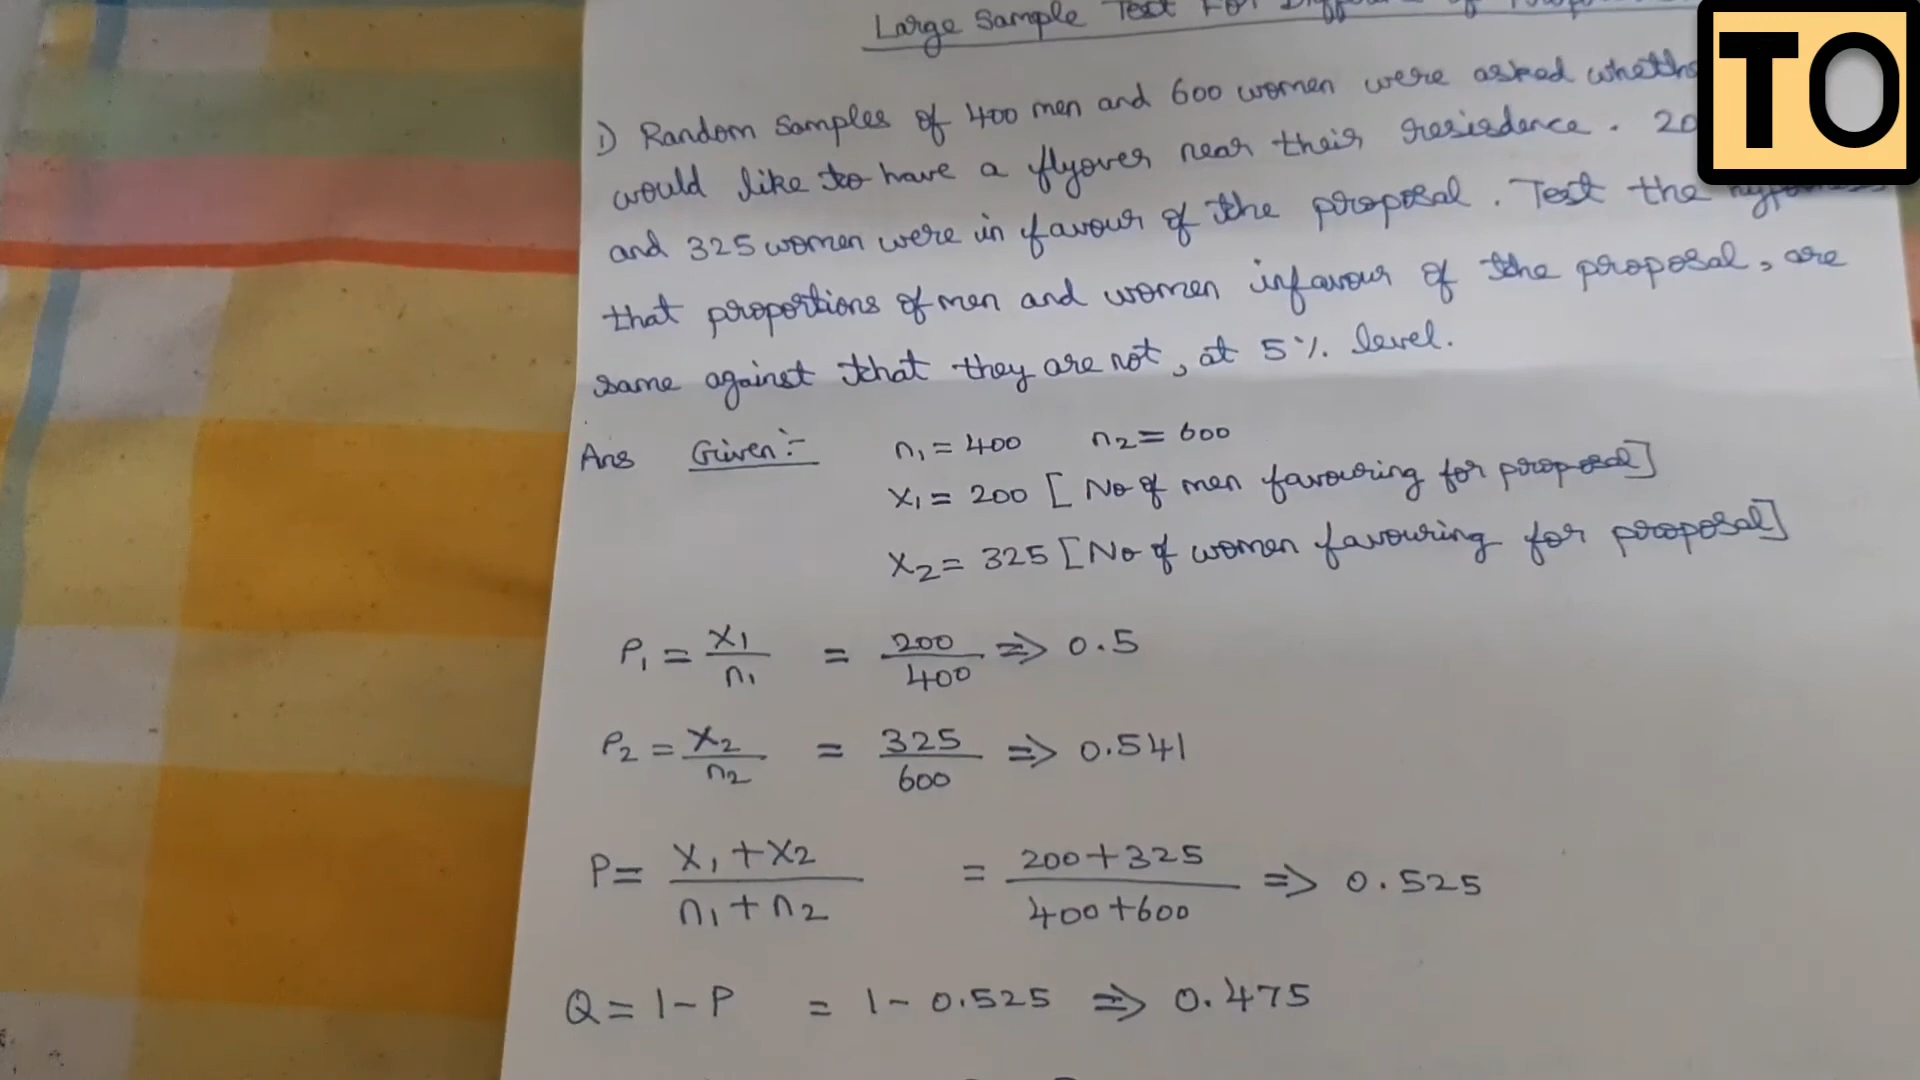 Large Sample Test For
TO
1) Random Samples of 400 men and 600 women were asked
would like to have a flyover near their resisdence. 20
and 325 women were in favour of the proposal. Test the
that proportions of men and women infavour of the proposal, are
same against that they are not, at 5% level.
Ans Given:- n₁ = 400 n₂ = 600
X₁ = 200 [No of men favouring for proposal]
X₂ = 325 [No of women favouring for proposal]
P₁ = X₁/n₁ = 200/400 => 0.5
P₂ = X₂/n₂ = 325/600 => 0.541
P = X₁+X₂/n₁+n₂ = 200+325/400+600 => 0.525
Q = 1-P = 1-0.525 => 0.475